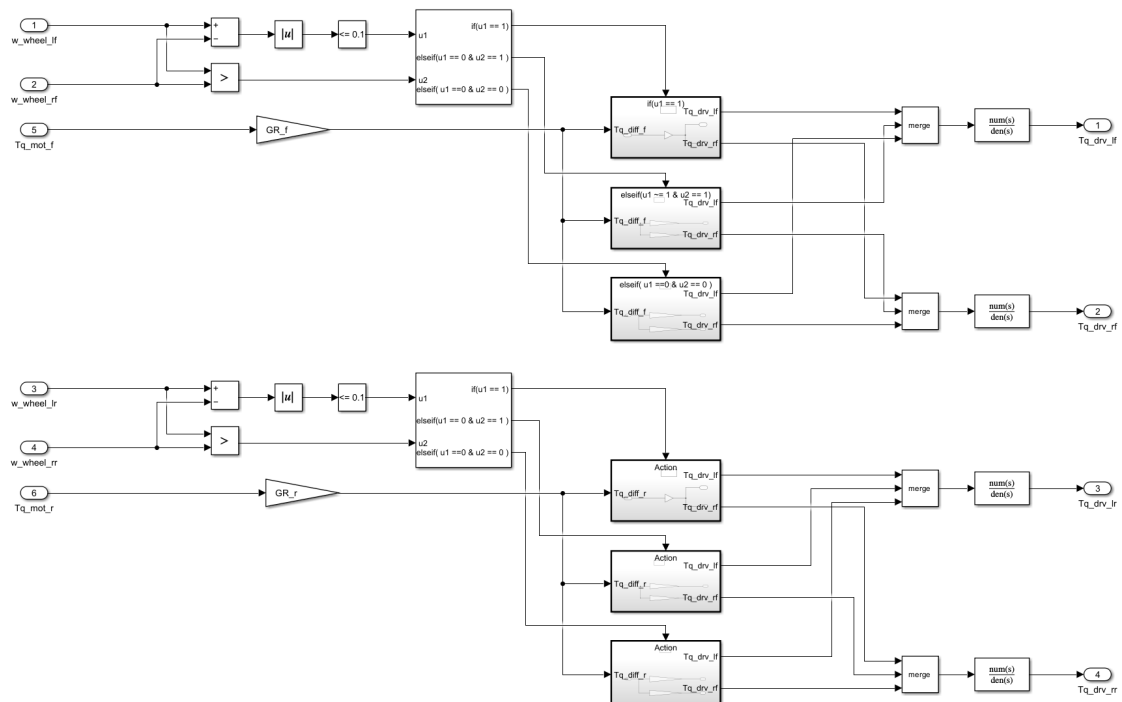 1
w_wheel_lf
+
−
|u|
<= 0.1
u1
if(u1 == 1)
elseif(u1 == 0 & u2 == 1 )
u2
elseif( u1 ==0 & u2 == 0 )
2
w_wheel_rf
>
5
Tq_mot_f
GR_f
if(u1 == 1)
Tq_drv_lf
Tq_diff_f
Tq_drv_rf
elseif(u1 ~= 1 & u2 == 1)
Tq_drv_lf
Tq_diff_f
Tq_drv_rf
elseif( u1 ==0 & u2 == 0 )
Tq_drv_lf
Tq_diff_f
Tq_drv_rf
merge
num(s)
den(s)
1
Tq_drv_lf
merge
num(s)
den(s)
2
Tq_drv_rf
3
w_wheel_lr
+
−
|u|
<= 0.1
u1
if(u1 == 1)
elseif(u1 == 0 & u2 == 1 )
u2
elseif( u1 ==0 & u2 == 0 )
4
w_wheel_rr
>
6
Tq_mot_r
GR_r
Action
Tq_drv_lf
Tq_diff_r
Tq_drv_rf
Action
Tq_drv_lf
Tq_diff_r
Tq_drv_rf
Action
Tq_drv_lf
Tq_diff_r
Tq_drv_rf
merge
num(s)
den(s)
3
Tq_drv_lr
merge
num(s)
den(s)
4
Tq_drv_rr